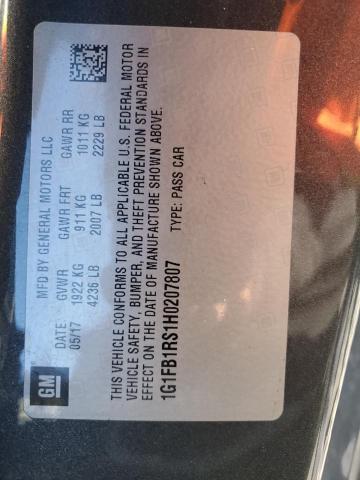 GM
MFD BY GENERAL MOTORS LLC
DATE GVWR GAWR FRT GAWR RR
05/17 1922 KG 911 KG 1011 KG
4236 LB 2007 LB 2229 LB
THIS VEHICLE CONFORMS TO ALL APPLICABLE U.S. FEDERAL MOTOR
VEHICLE SAFETY, BUMPER, AND THEFT PREVENTION STANDARDS IN
EFFECT ON THE DATE OF MANUFACTURE SHOWN ABOVE.
1G1FB1RS1H0207807 TYPE: PASS CAR